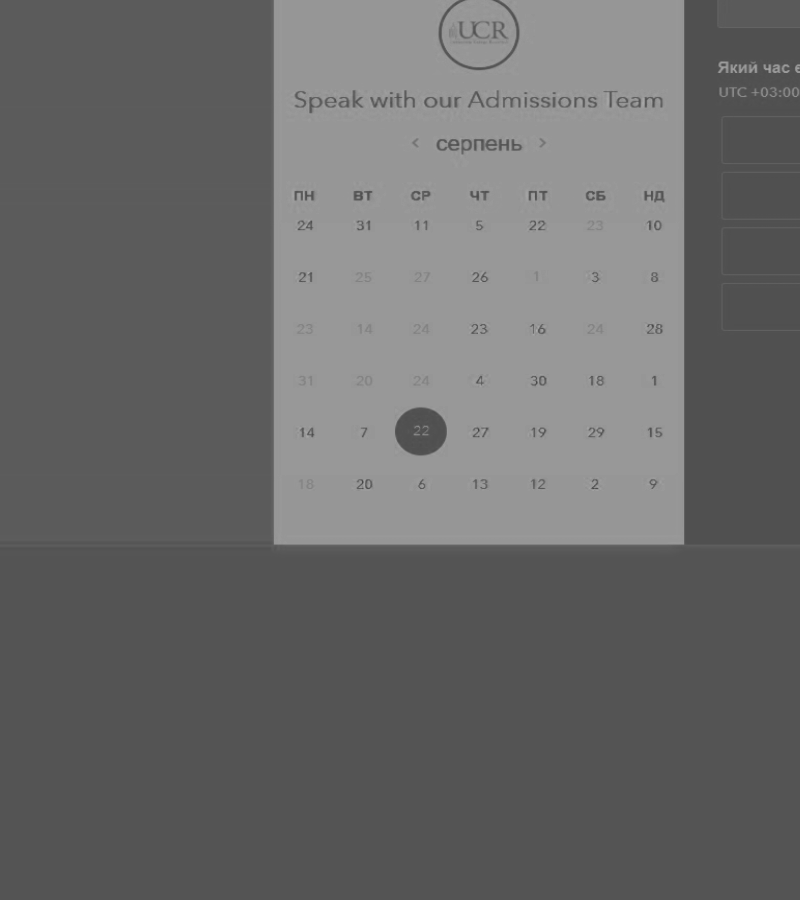 UCR
Speak with our Admissions Team
< серпень >
ПН ВТ СР ЧТ ПТ СБ НД
24 31 11 5 22 23 10
21 25 27 26 1 3 8
23 14 24 23 16 24 28
31 20 24 4 30 18 1
14 7 22 27 19 29 15
18 20 6 13 12 2 9
Який час є
UTC +03:00